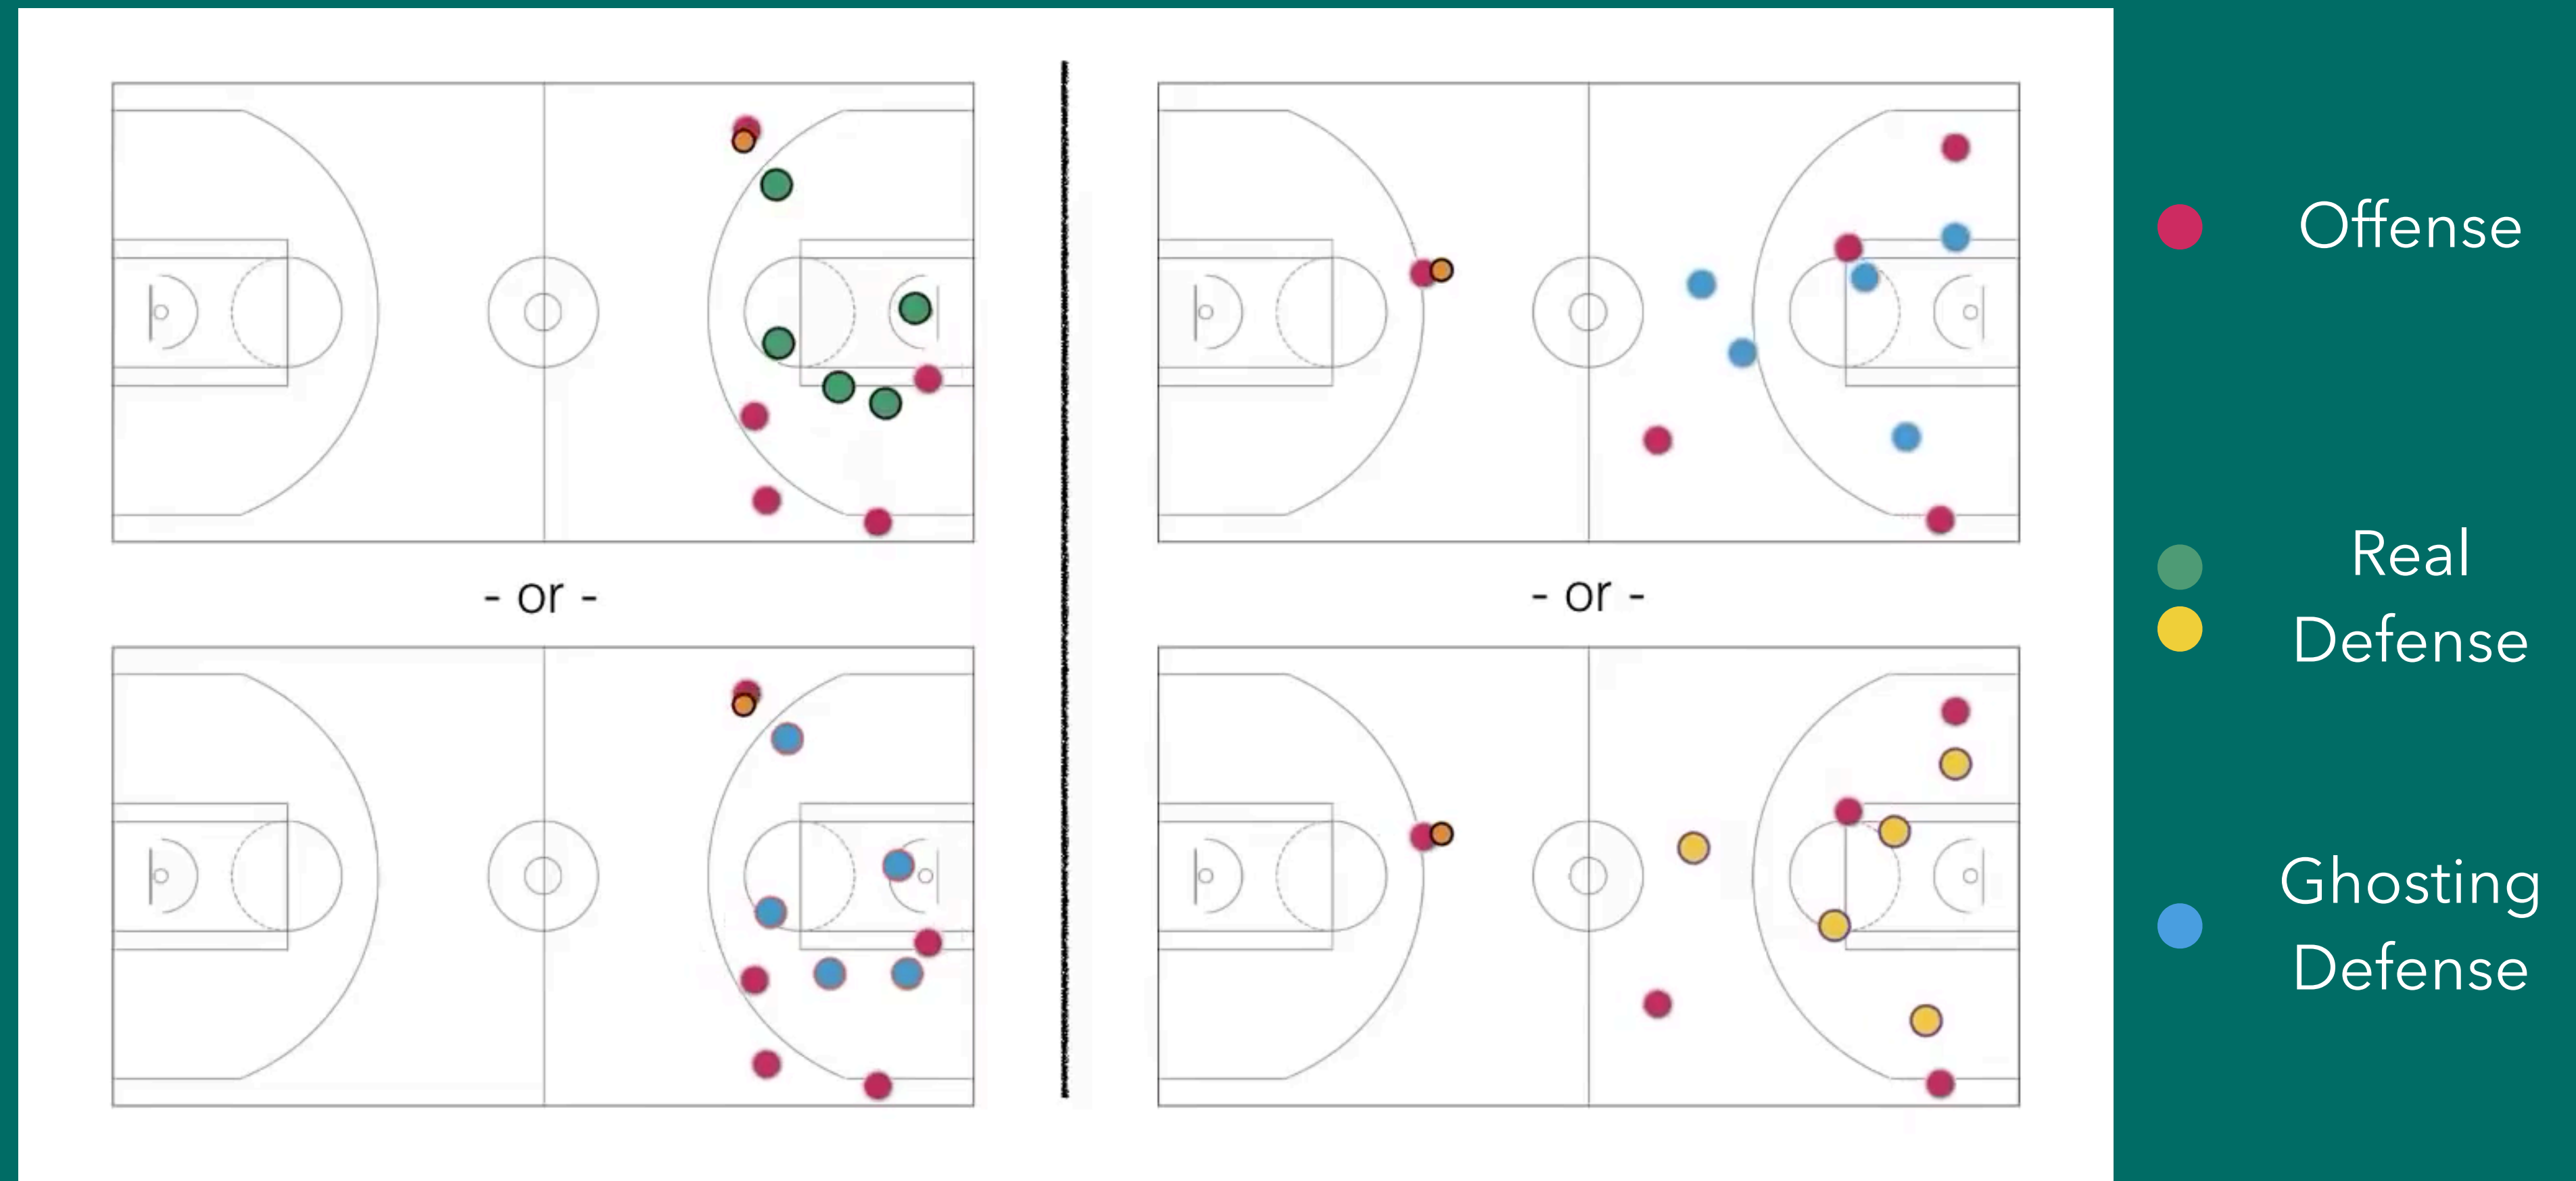 - or -
- or -
Offense
Real
Defense
Ghosting
Defense